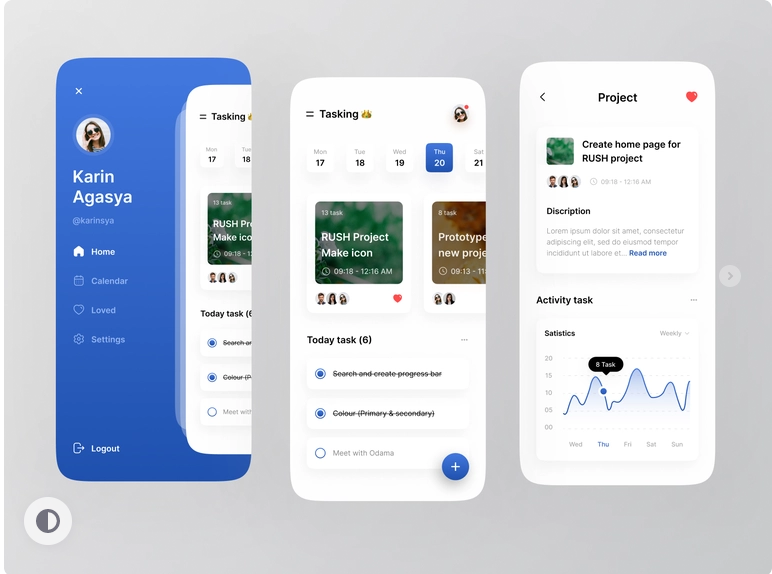 Karin
Agasya
@karinsya
Home
Calendar
Loved
Settings
Logout
Tasking
Mon
17
Tue
18
13 task
RUSH Pr
Make ico
09:18 - 12
Today task (6
Search a
Colour (P
Meet with
Tasking 👑
Mon
17
Tue
18
Wed
19
Thu
20
Sat
21
13 task
RUSH Project
Make icon
09:18 - 12:16 AM
8 task
Prototype
new proje
09:13 - 11:
Today task (6)
Search and create progress bar
Colour (Primary & secondary)
Meet with Odama
Project
Create home page for
RUSH project
09:18 - 12:16 AM
Discription
Lorem ipsum dolor sit amet, consectetur
adipiscing elit, sed do eiusmod tempor
incididunt ut labore et... Read more
Activity task
Satistics
Weekly
8 Task
20
15
10
05
00
Wed
Thu
Fri
Sat
Sun